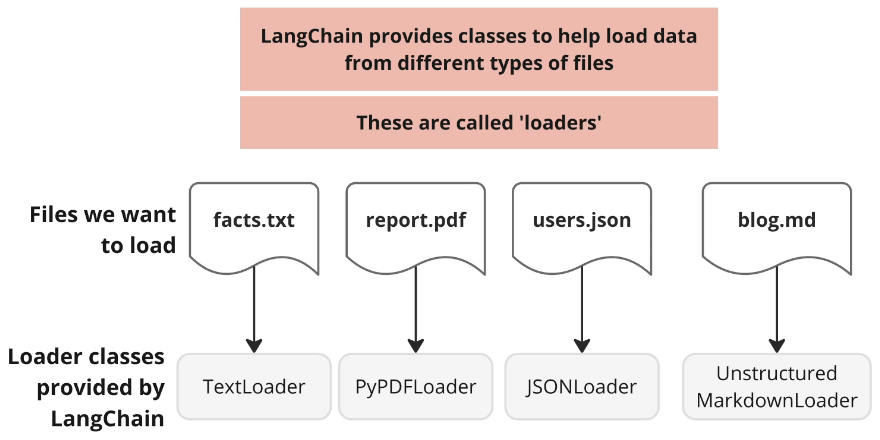 LangChain provides classes to help load data
from different types of files
These are called 'loaders'
Files we want
to load
facts.txt
report.pdf
users.json
blog.md
Loader classes
provided by
LangChain
TextLoader
PyPDFLoader
JSONLoader
Unstructured
MarkdownLoader